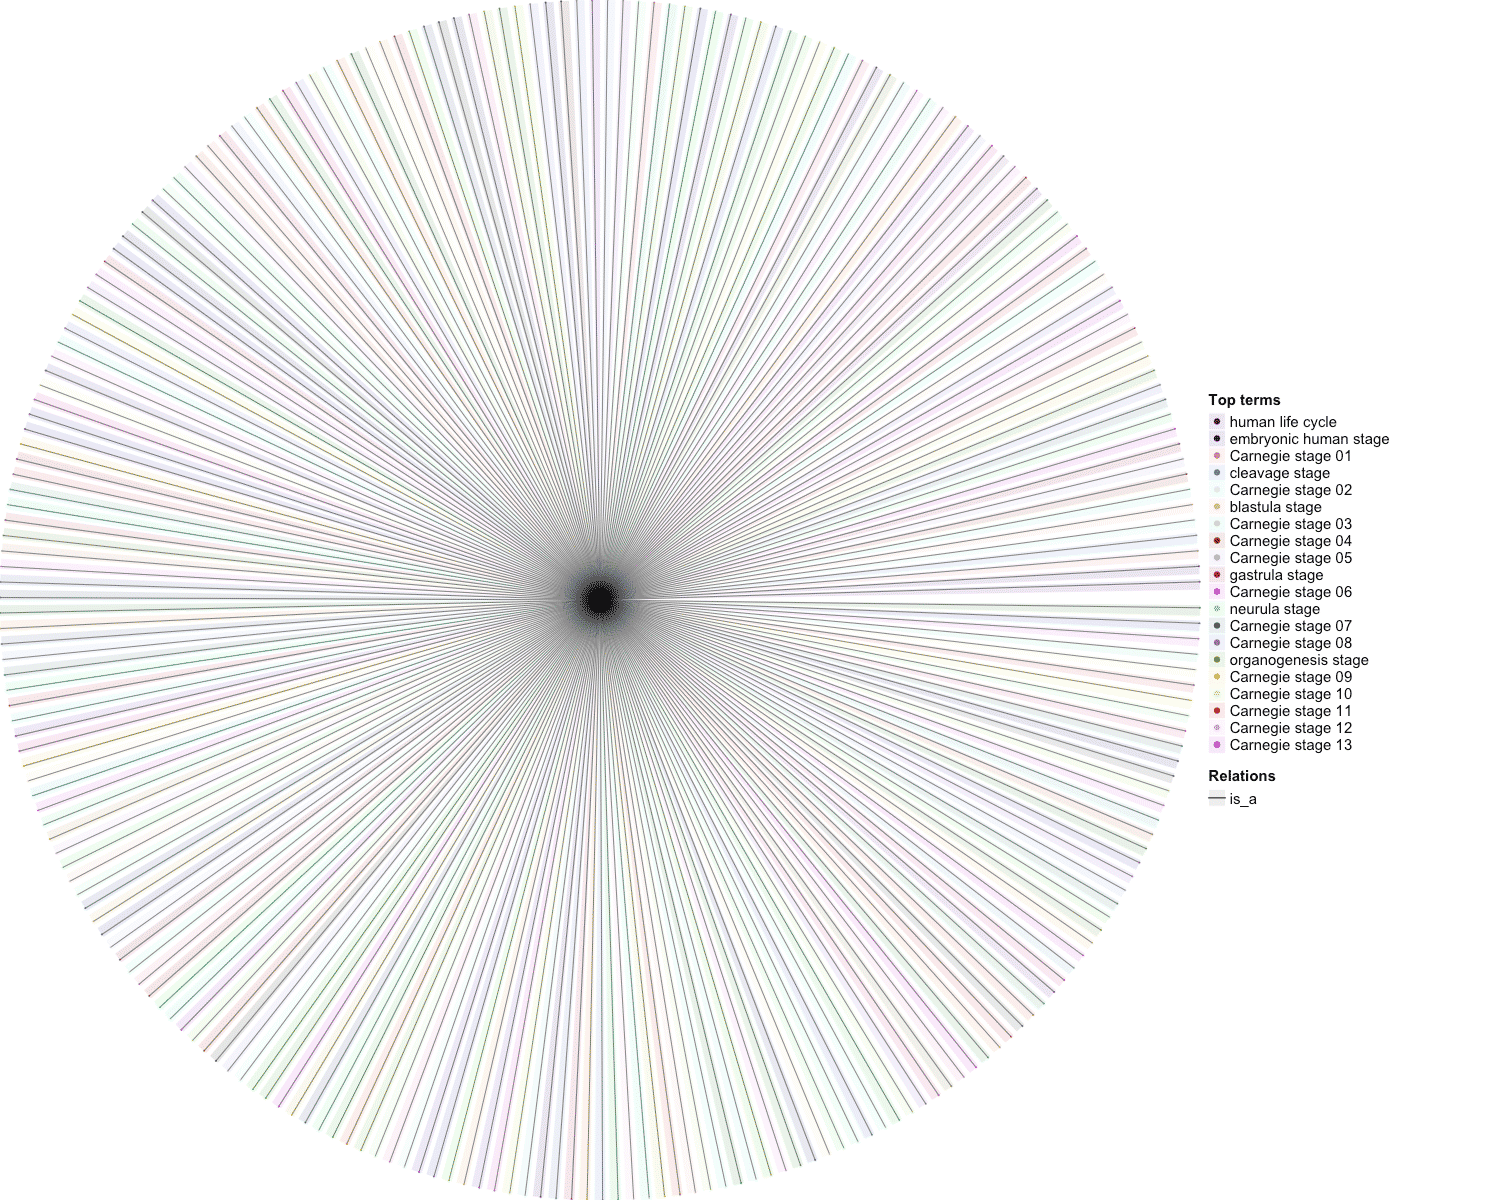 Top terms
human life cycle
embryonic human stage
Carnegie stage 01
cleavage stage
Carnegie stage 02
blastula stage
Carnegie stage 03
Carnegie stage 04
Carnegie stage 05
gastrula stage
Carnegie stage 06
neurula stage
Carnegie stage 07
Carnegie stage 08
organogenesis stage
Carnegie stage 09
Carnegie stage 10
Carnegie stage 11
Carnegie stage 12
Carnegie stage 13
Relations
is_a